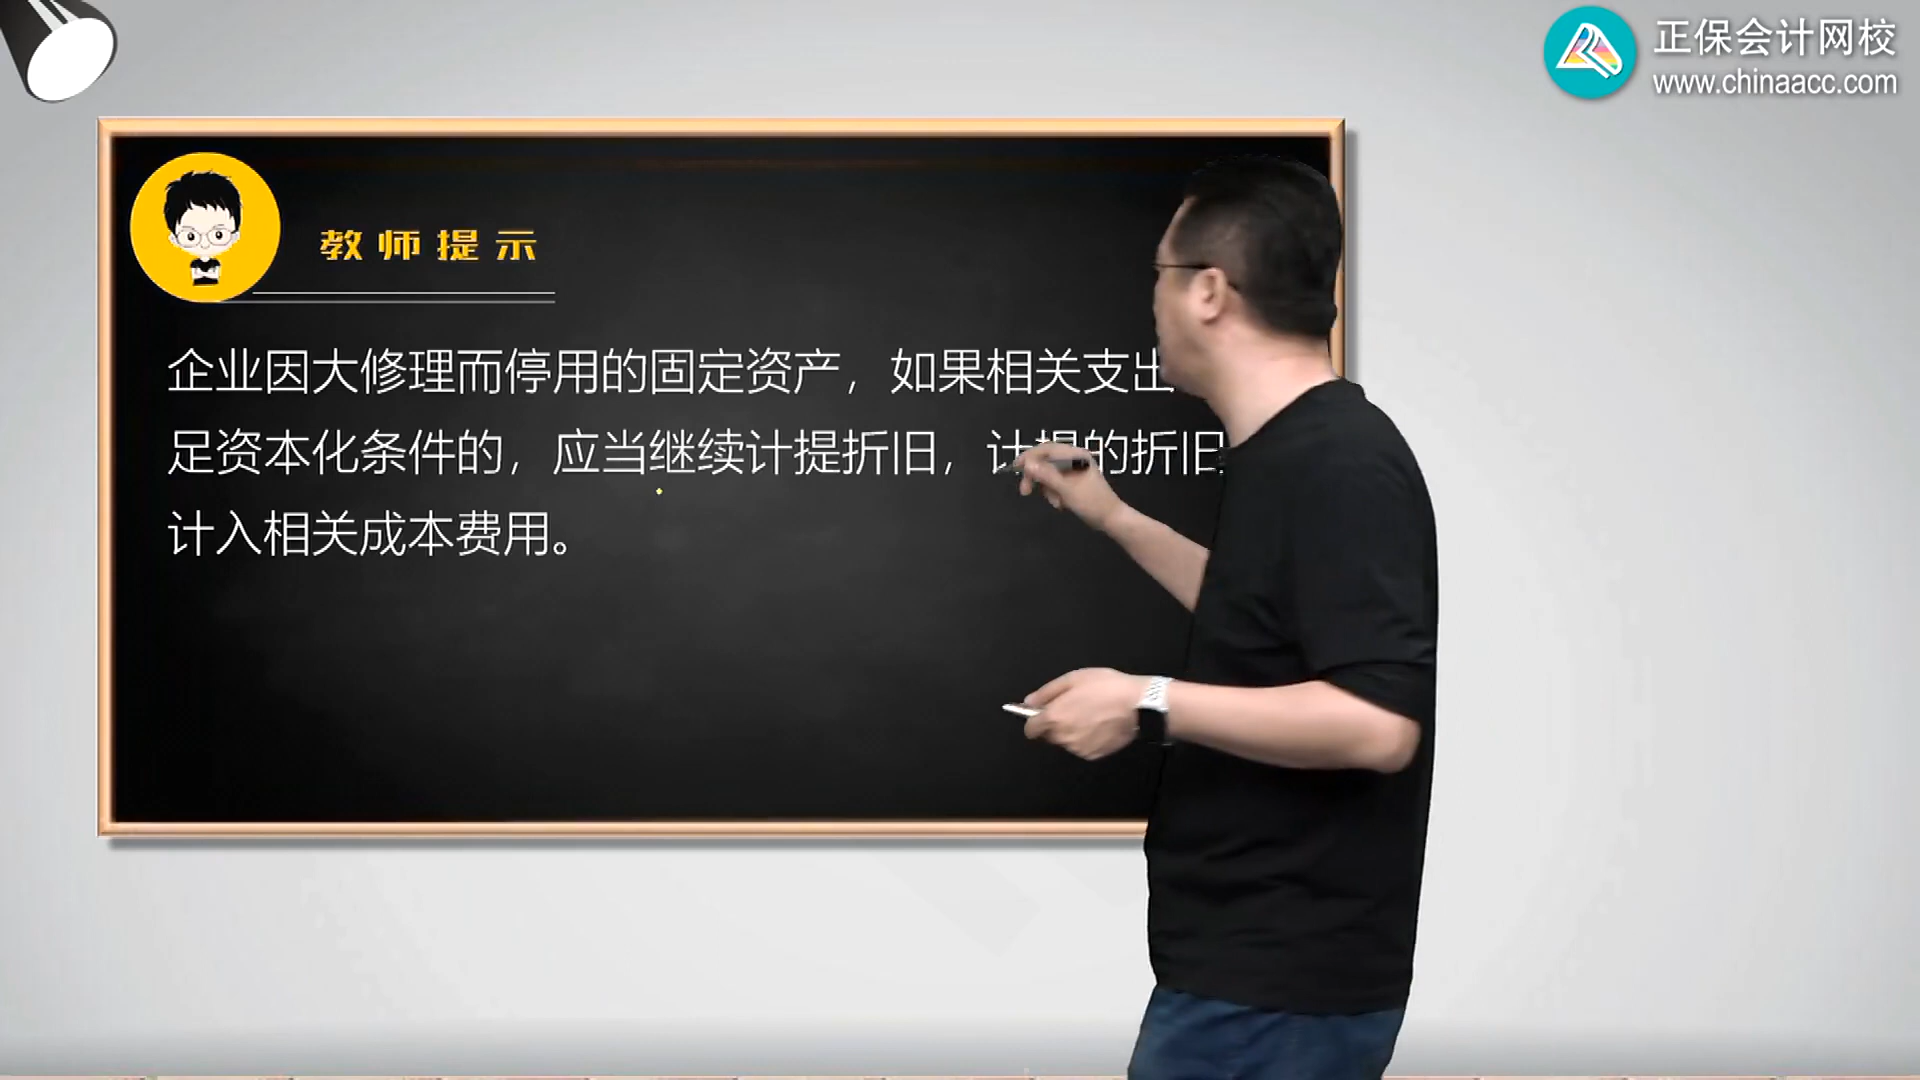 正保会计网校
www.chinaacc.com
教师提示
企业因大修理而停用的固定资产，如果相关支出
足资本化条件的，应当继续计提折旧，计提的折旧
计入相关成本费用。